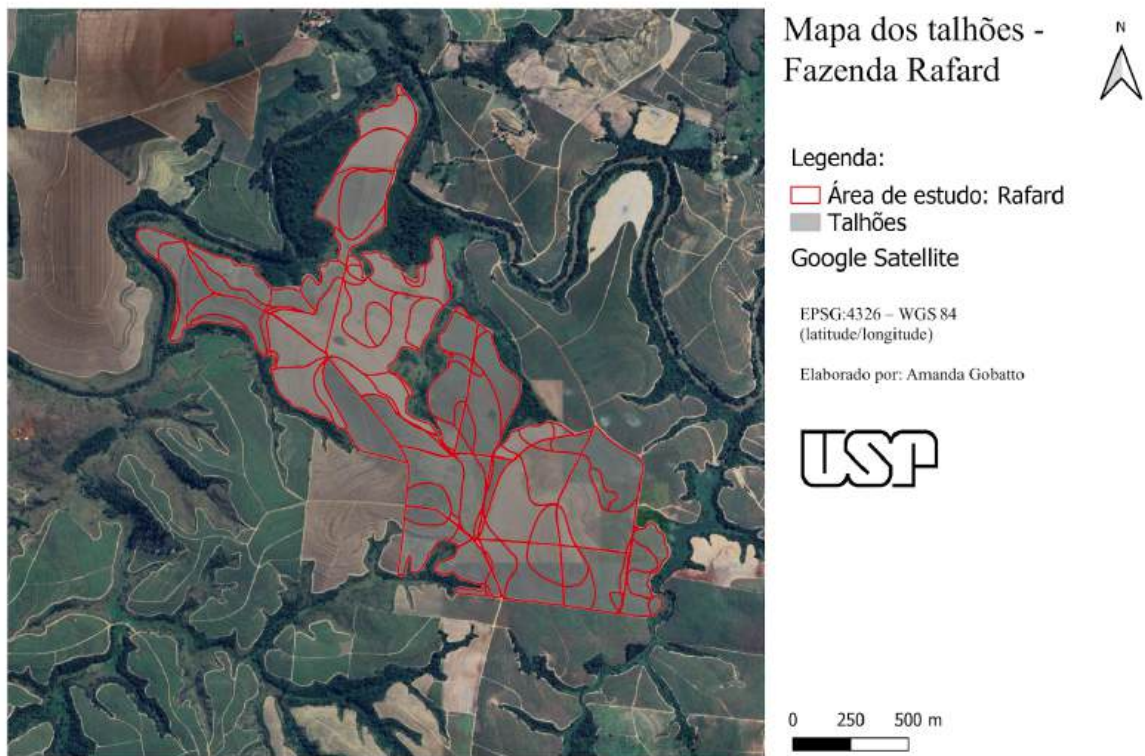 Mapa dos talhões -
Fazenda Rafard
N
Legenda:
Área de estudo: Rafard
Talhões
Google Satellite
EPSG:4326 – WGS 84
(latitude/longitude)
Elaborado por: Amanda Gobatto
USP
0 250 500 m